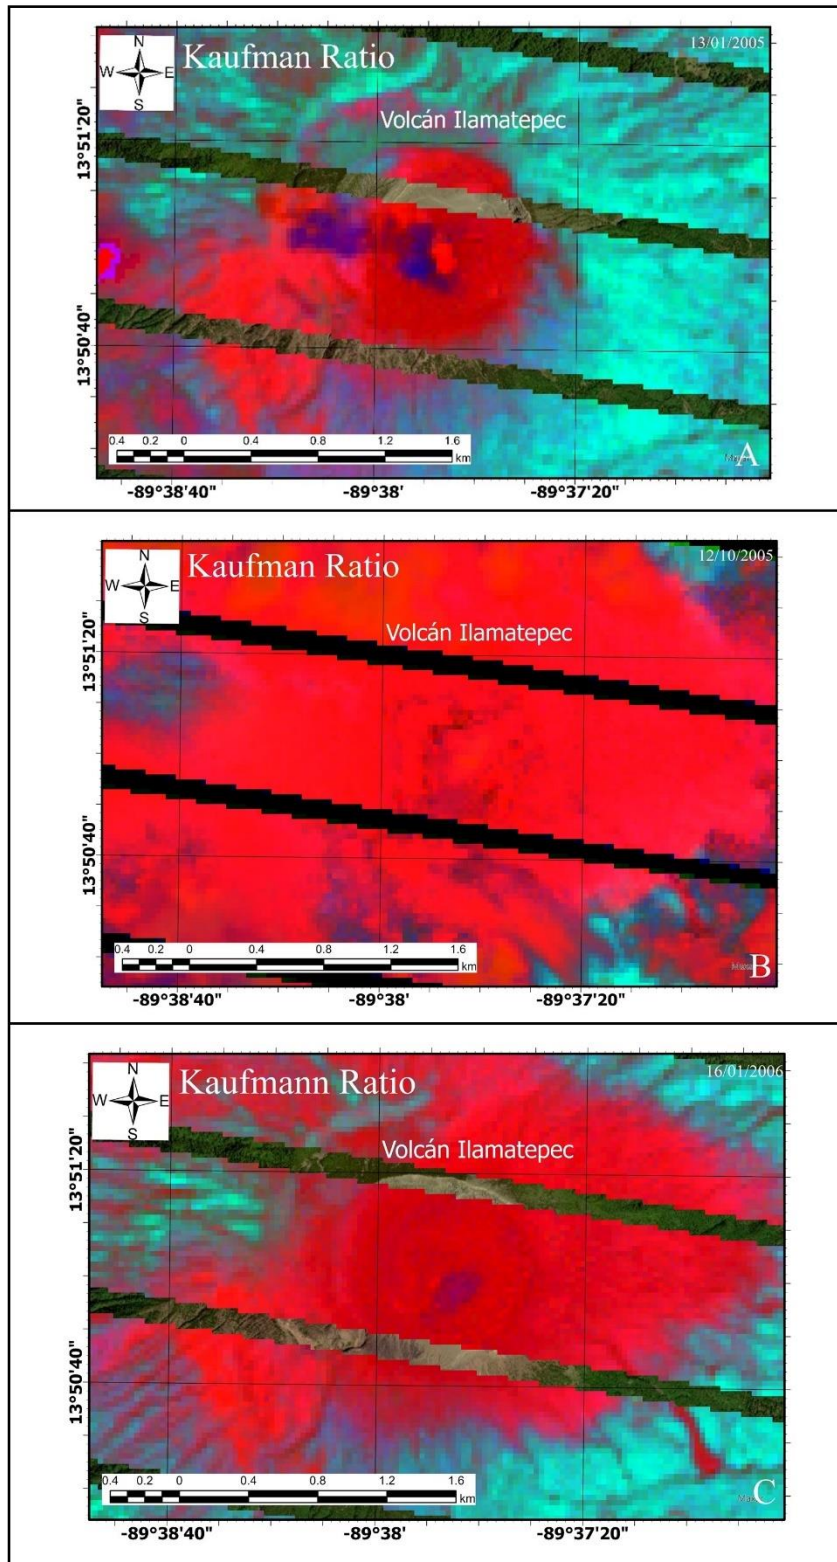 N
W E
S
Kaufman Ratio
13/01/2005
Volcán Ilamatepec
13°51'20"
13°50'40"
0.4 0.2 0 0.4 0.8 1.2 1.6
km
A
-89°38'40" -89°38' -89°37'20"
N
W E
S
Kaufman Ratio
12/10/2005
Volcán Ilamatepec
13°51'20"
13°50'40"
0.4 0.2 0 0.4 0.8 1.2 1.6
km
B
-89°38'40" -89°38' -89°37'20"
N
W E
S
Kaufmann Ratio
16/01/2006
Volcán Ilamatepec
13°51'20"
13°50'40"
0.4 0.2 0 0.4 0.8 1.2 1.6
km
C
-89°38'40" -89°38' -89°37'20"